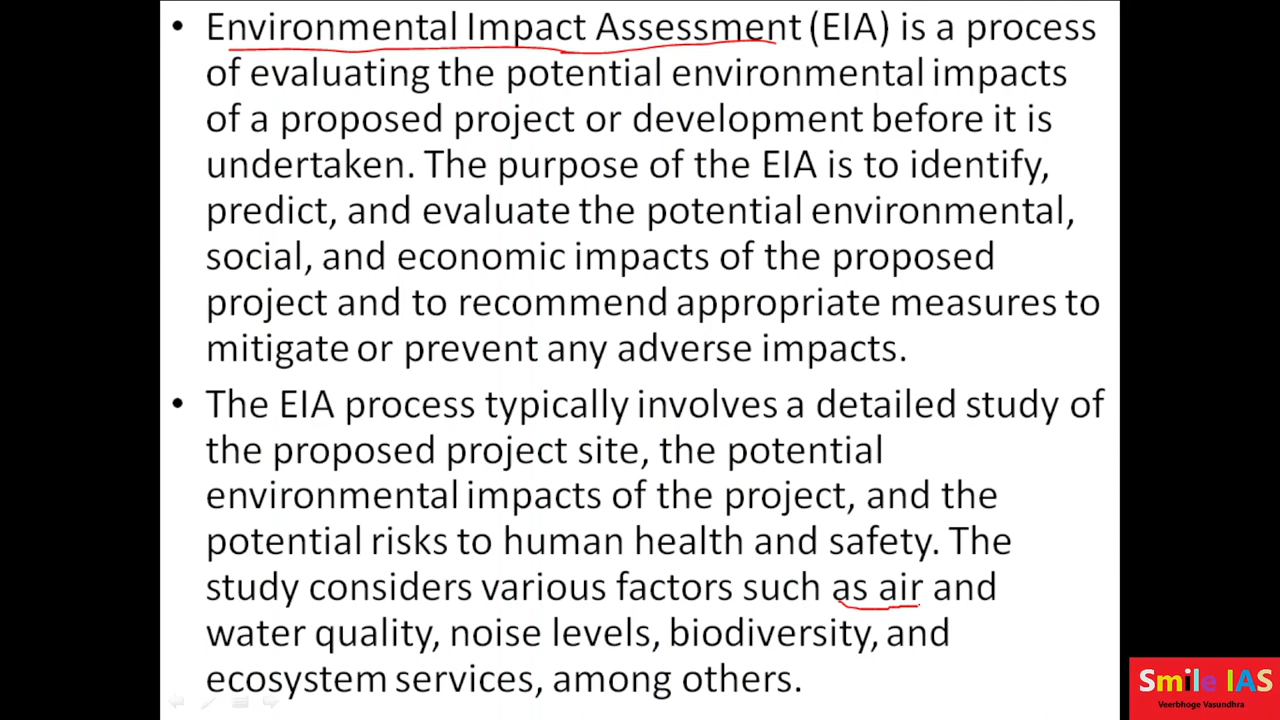 • Environmental Impact Assessment (EIA) is a process
of evaluating the potential environmental impacts
of a proposed project or development before it is
undertaken. The purpose of the EIA is to identify,
predict, and evaluate the potential environmental,
social, and economic impacts of the proposed
project and to recommend appropriate measures to
mitigate or prevent any adverse impacts.
• The EIA process typically involves a detailed study of
the proposed project site, the potential
environmental impacts of the project, and the
potential risks to human health and safety. The
study considers various factors such as air and
water quality, noise levels, biodiversity, and
ecosystem services, among others.
Smile IAS
Veerbhoge Vasundhra